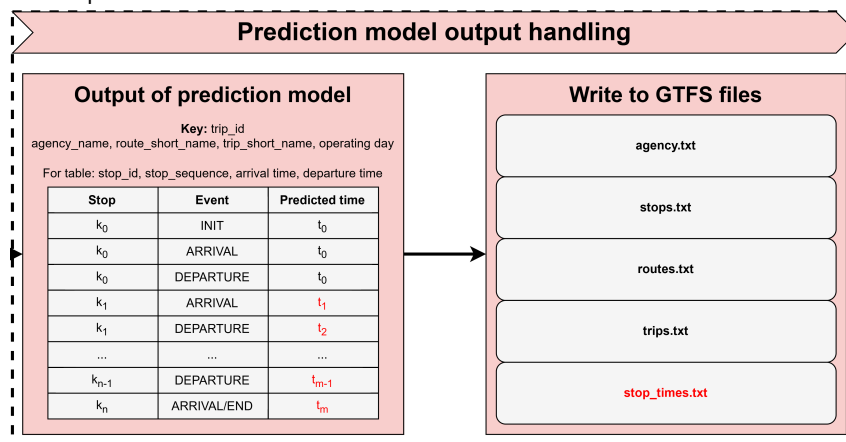 Prediction model output handling
Output of prediction model
Key: trip_id
agency_name, route_short_name, trip_short_name, operating day
For table: stop_id, stop_sequence, arrival time, departure time
Stop Event Predicted time
k0 INIT t0
k0 ARRIVAL t0
k0 DEPARTURE t0
k1 ARRIVAL t1
k1 DEPARTURE t2
... ... ...
kn-1 DEPARTURE tm-1
kn ARRIVAL/END tm
Write to GTFS files
agency.txt
stops.txt
routes.txt
trips.txt
stop_times.txt